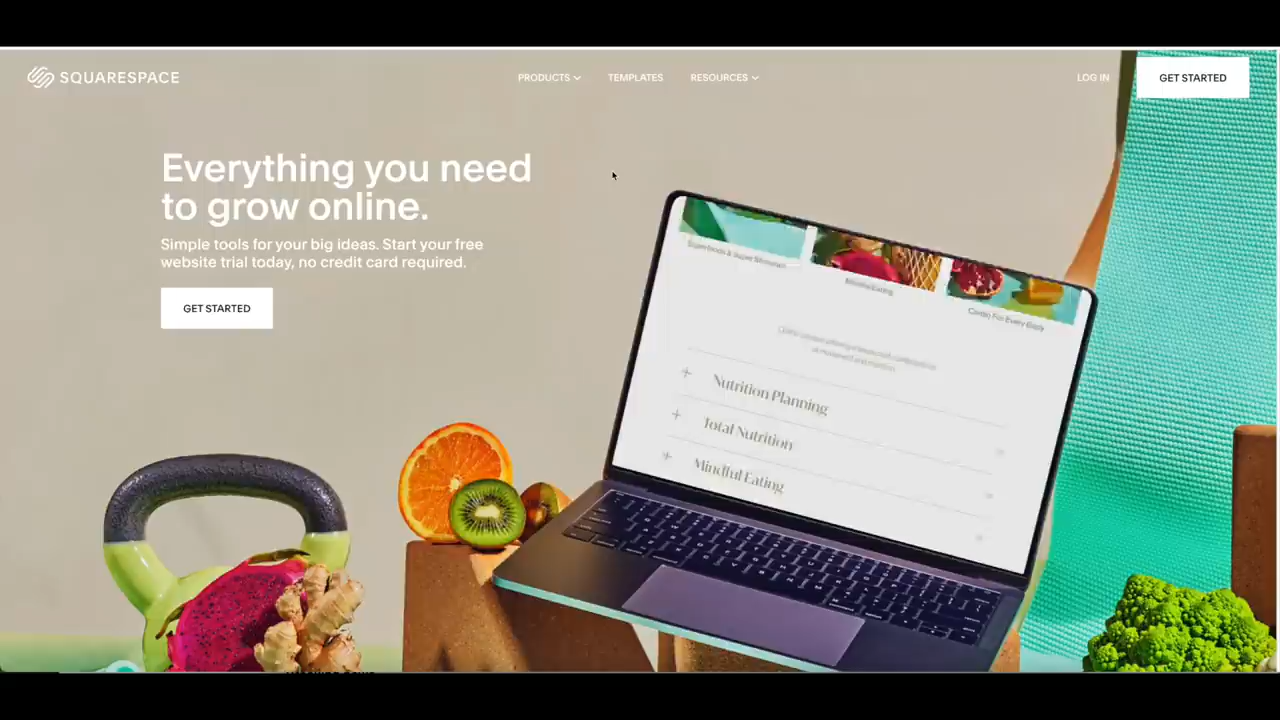 SQUARESPACE
PRODUCTS
TEMPLATES
RESOURCES
LOG IN
GET STARTED
Everything you need
to grow online.
Simple tools for your big ideas. Start your free
website trial today, no credit card required.
GET STARTED
Mindful Eating
Nutrition Planning
Total Nutrition
Mindful Eating